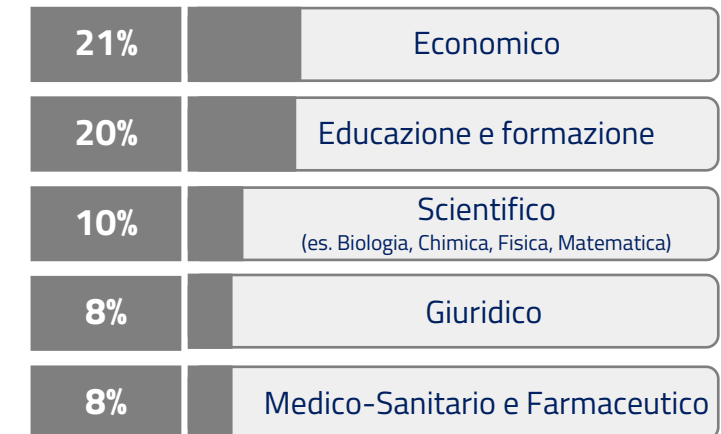 21% Economico
20% Educazione e formazione
10% Scientifico
(es. Biologia, Chimica, Fisica, Matematica)
8% Giuridico
8% Medico-Sanitario e Farmaceutico